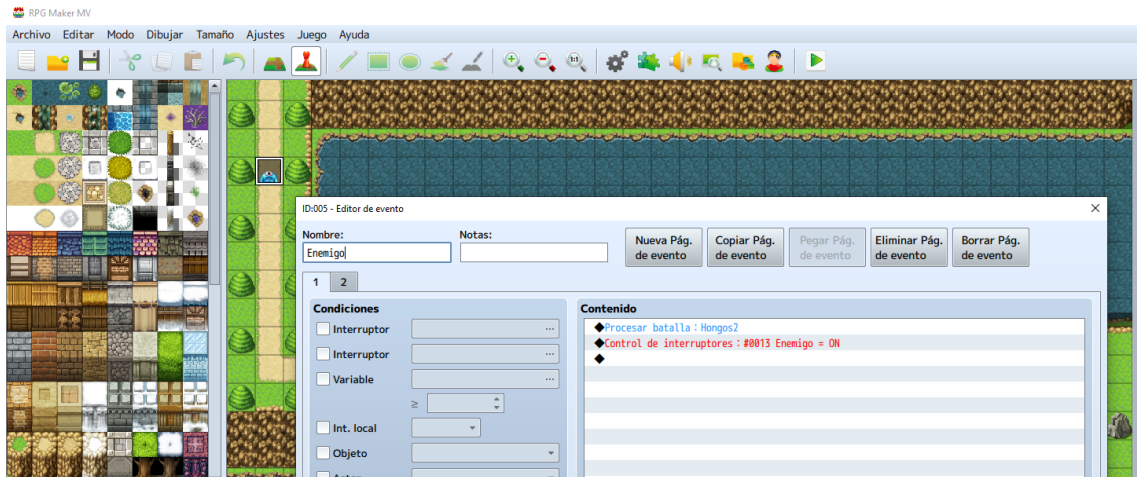 RPG Maker MV
Archivo Editar Modo Dibujar Tamaño Ajustes Juego Ayuda
1:1
ID:005 - Editor de evento
Nombre: Notas:
Enemigo
Nueva Pág. de evento
Copiar Pág. de evento
Pegar Pág. de evento
Eliminar Pág. de evento
Borrar Pág. de evento
1 2
Condiciones
Interruptor ...
Interruptor ...
Variable ...
≥
Int. local
Objeto
Actor
Contenido
◆Procesar batalla：Hongos2
◆Control de interruptores：#0013 Enemigo = ON
◆